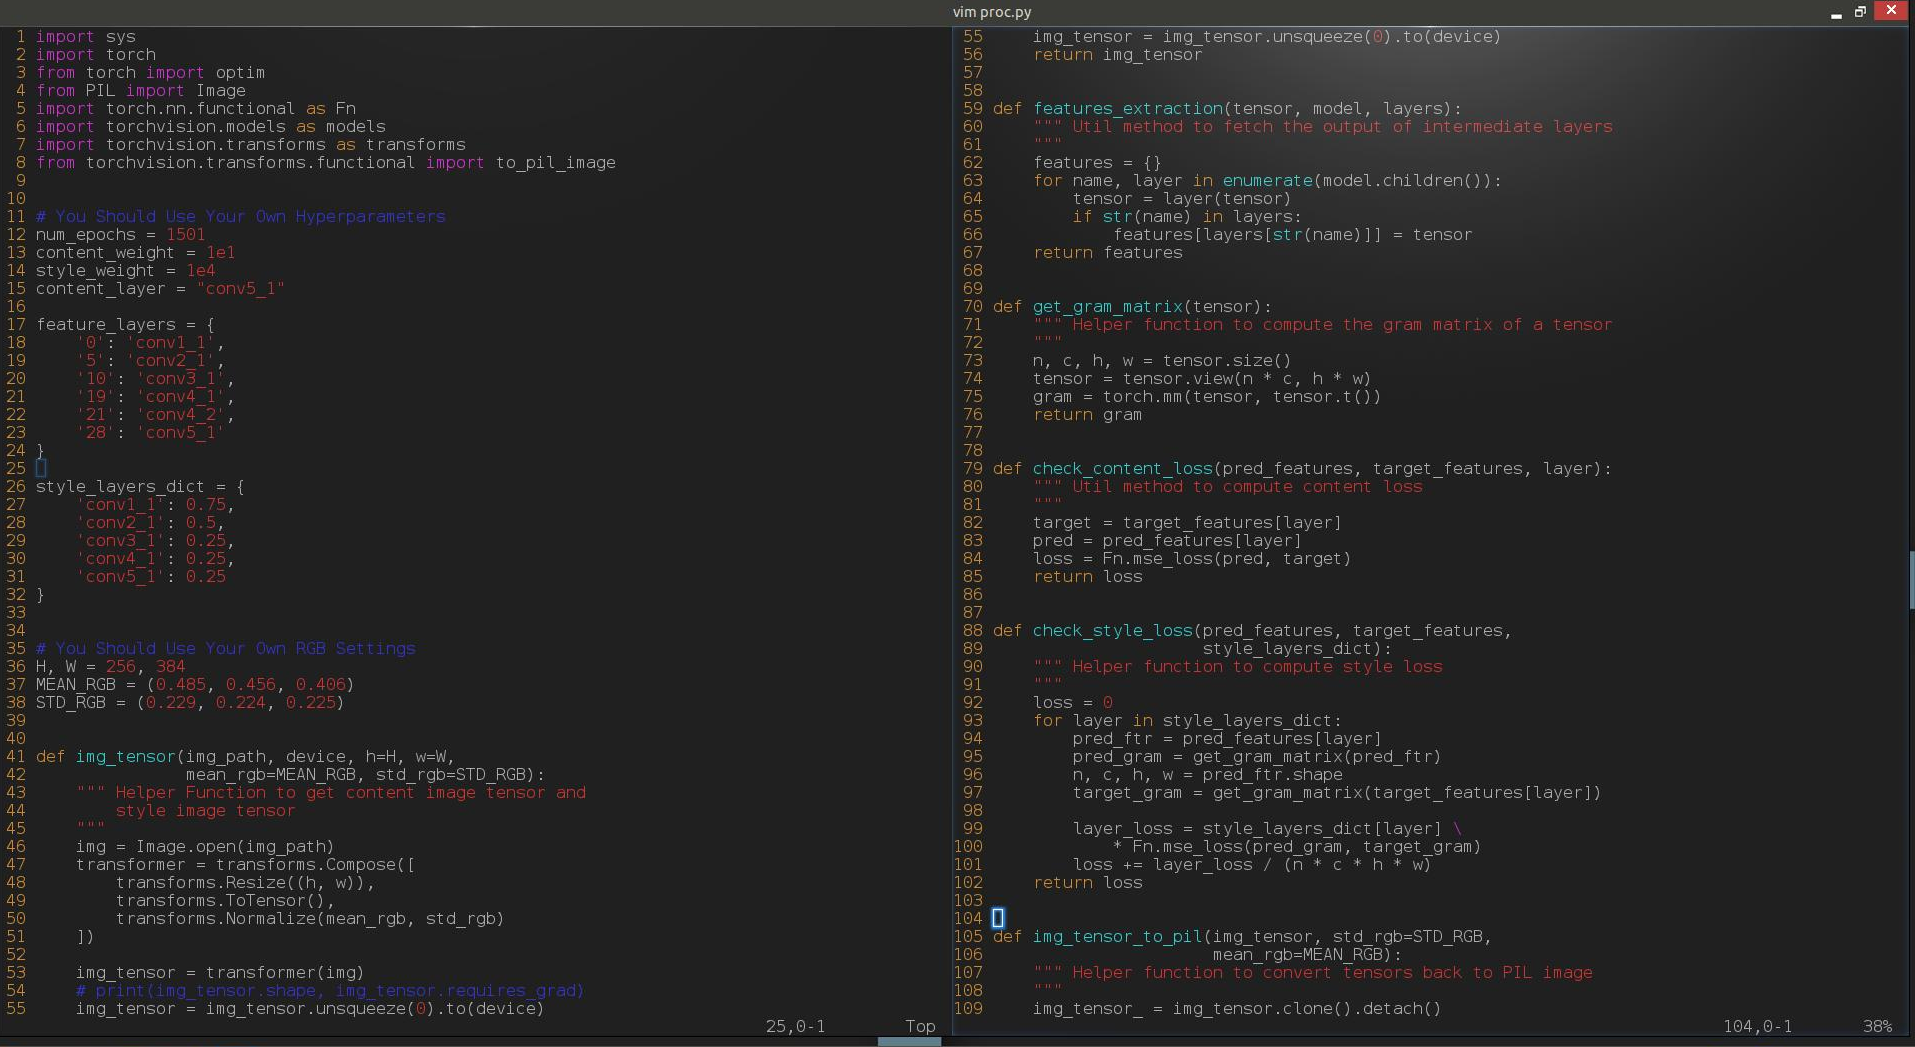 vim proc.py
1 import sys
2 import torch
3 from torch import optim
4 from PIL import Image
5 import torch.nn.functional as Fn
6 import torchvision.models as models
7 import torchvision.transforms as transforms
8 from torchvision.transforms.functional import to_pil_image
9
10
11 # You Should Use Your Own Hyperparameters
12 num_epochs = 1501
13 content_weight = 1e1
14 style_weight = 1e4
15 content_layer = "conv5_1"
16
17 feature_layers = {
18     '0': 'conv1_1',
19     '5': 'conv2_1',
20     '10': 'conv3_1',
21     '19': 'conv4_1',
22     '21': 'conv4_2',
23     '28': 'conv5_1'
24 }
25
26 style_layers_dict = {
27     'conv1_1': 0.75,
28     'conv2_1': 0.5,
29     'conv3_1': 0.25,
30     'conv4_1': 0.25,
31     'conv5_1': 0.25
32 }
33
34
35 # You Should Use Your Own RGB Settings
36 H, W = 256, 384
37 MEAN_RGB = (0.485, 0.456, 0.406)
38 STD_RGB = (0.229, 0.224, 0.225)
39
40
41 def img_tensor(img_path, device, h=H, w=W,
42                mean_rgb=MEAN_RGB, std_rgb=STD_RGB):
43     """ Helper Function to get content image tensor and
44         style image tensor
45     """
46     img = Image.open(img_path)
47     transformer = transforms.Compose([
48         transforms.Resize((h, w)),
49         transforms.ToTensor(),
50         transforms.Normalize(mean_rgb, std_rgb)
51     ])
52
53     img_tensor = transformer(img)
54     # print(img_tensor.shape, img_tensor.requires_grad)
55     img_tensor = img_tensor.unsqueeze(0).to(device)
25,0-1 Top
55     img_tensor = img_tensor.unsqueeze(0).to(device)
56     return img_tensor
57
58
59 def features_extraction(tensor, model, layers):
60     """ Util method to fetch the output of intermediate layers
61     """
62     features = {}
63     for name, layer in enumerate(model.children()):
64         tensor = layer(tensor)
65         if str(name) in layers:
66             features[layers[str(name)]] = tensor
67     return features
68
69
70 def get_gram_matrix(tensor):
71     """ Helper function to compute the gram matrix of a tensor
72     """
73     n, c, h, w = tensor.size()
74     tensor = tensor.view(n * c, h * w)
75     gram = torch.mm(tensor, tensor.t())
76     return gram
77
78
79 def check_content_loss(pred_features, target_features, layer):
80     """ Util method to compute content loss
81     """
82     target = target_features[layer]
83     pred = pred_features[layer]
84     loss = Fn.mse_loss(pred, target)
85     return loss
86
87
88 def check_style_loss(pred_features, target_features,
89                      style_layers_dict):
90     """ Helper function to compute style loss
91     """
92     loss = 0
93     for layer in style_layers_dict:
94         pred_ftr = pred_features[layer]
95         pred_gram = get_gram_matrix(pred_ftr)
96         n, c, h, w = pred_ftr.shape
97         target_gram = get_gram_matrix(target_features[layer])
98
99         layer_loss = style_layers_dict[layer] \
100             * Fn.mse_loss(pred_gram, target_gram)
101         loss += layer_loss / (n * c * h * w)
102     return loss
103
104
105 def img_tensor_to_pil(img_tensor, std_rgb=STD_RGB,
106                       mean_rgb=MEAN_RGB):
107     """ Helper function to convert tensors back to PIL image
108     """
109     img_tensor_ = img_tensor.clone().detach()
104,0-1 38%